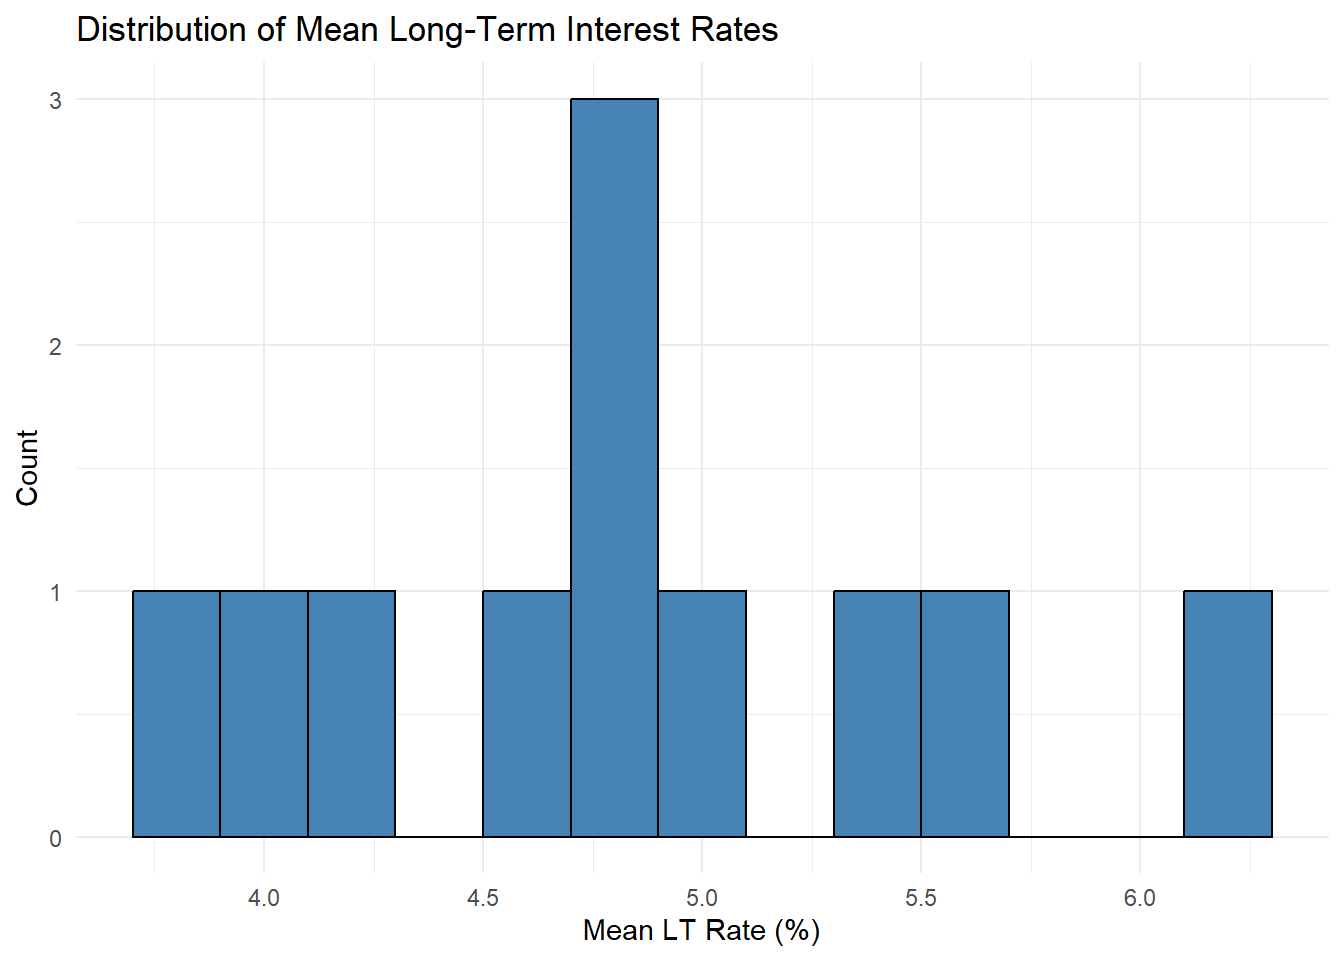 Distribution of Mean Long-Term Interest Rates
3
2
1
0
Count
4.0 4.5 5.0 5.5 6.0
Mean LT Rate (%)